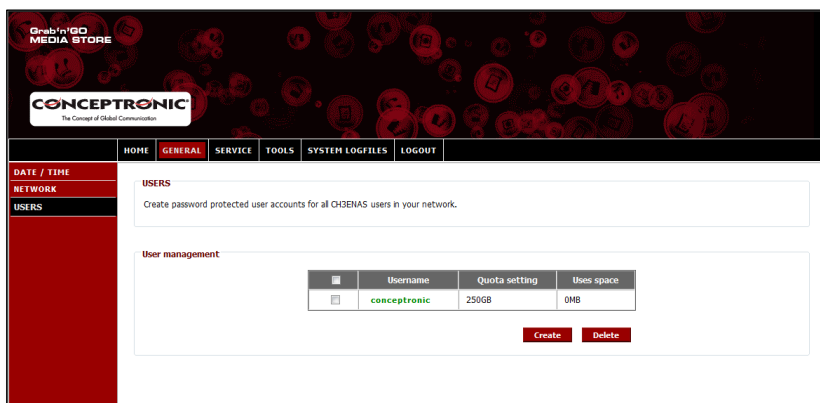 Grab'n'GO
MEDIA STORE
CONCEPTRONIC®
The Concept of Global Communication
HOME GENERAL SERVICE TOOLS SYSTEM LOGFILES LOGOUT
DATE / TIME
NETWORK
USERS
USERS
Create password protected user accounts for all CH3ENAS users in your network.
User management
Username Quota setting Uses space
conceptronic 250GB 0MB
Create Delete